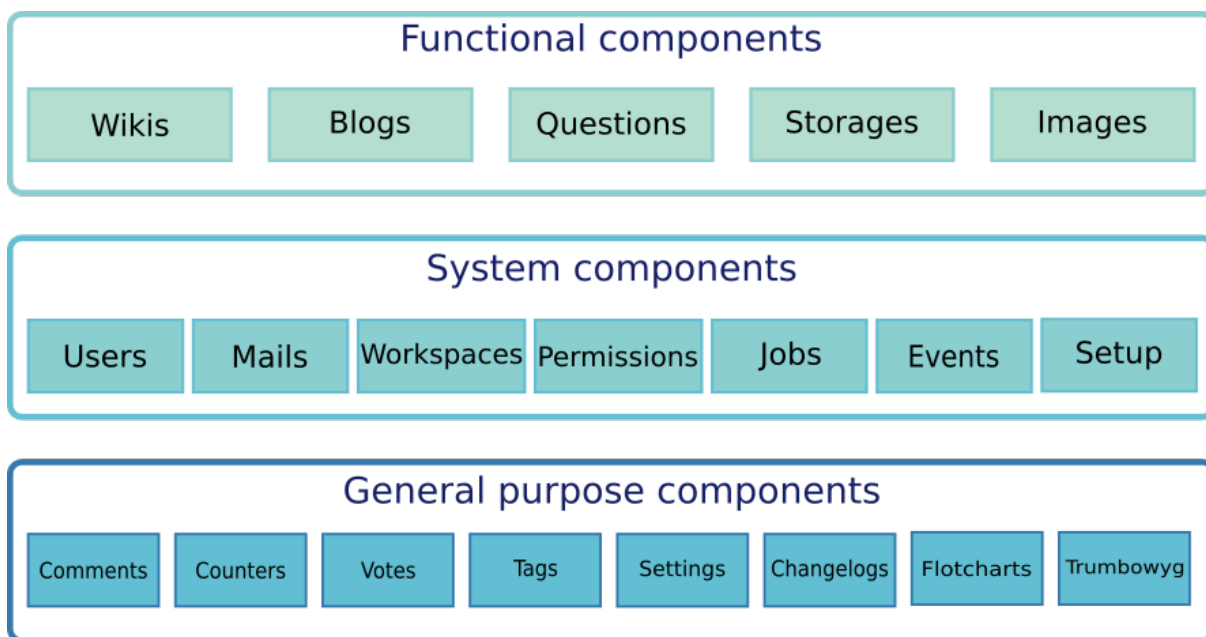 Functional components
Wikis Blogs Questions Storages Images
System components
Users Mails Workspaces Permissions Jobs Events Setup
General purpose components
Comments Counters Votes Tags Settings Changelogs Flotcharts Trumbowyg